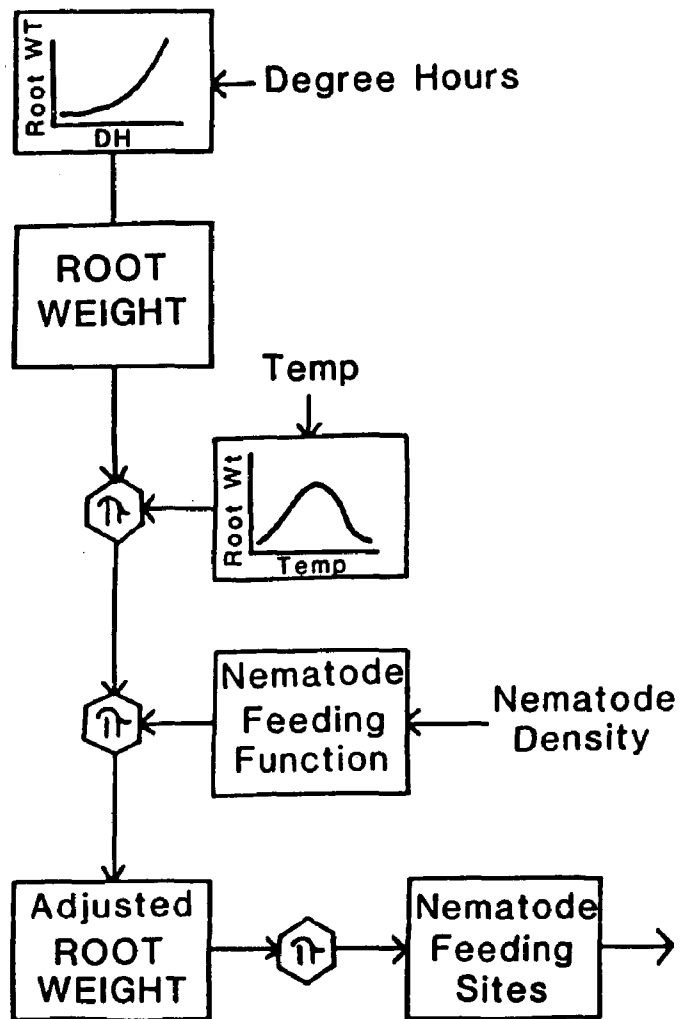 Root WT
DH
Degree Hours
ROOT
WEIGHT
Temp
π
Root Wt
Temp
π
Nematode
Feeding
Function
Nematode
Density
Adjusted
ROOT
WEIGHT
π
Nematode
Feeding
Sites